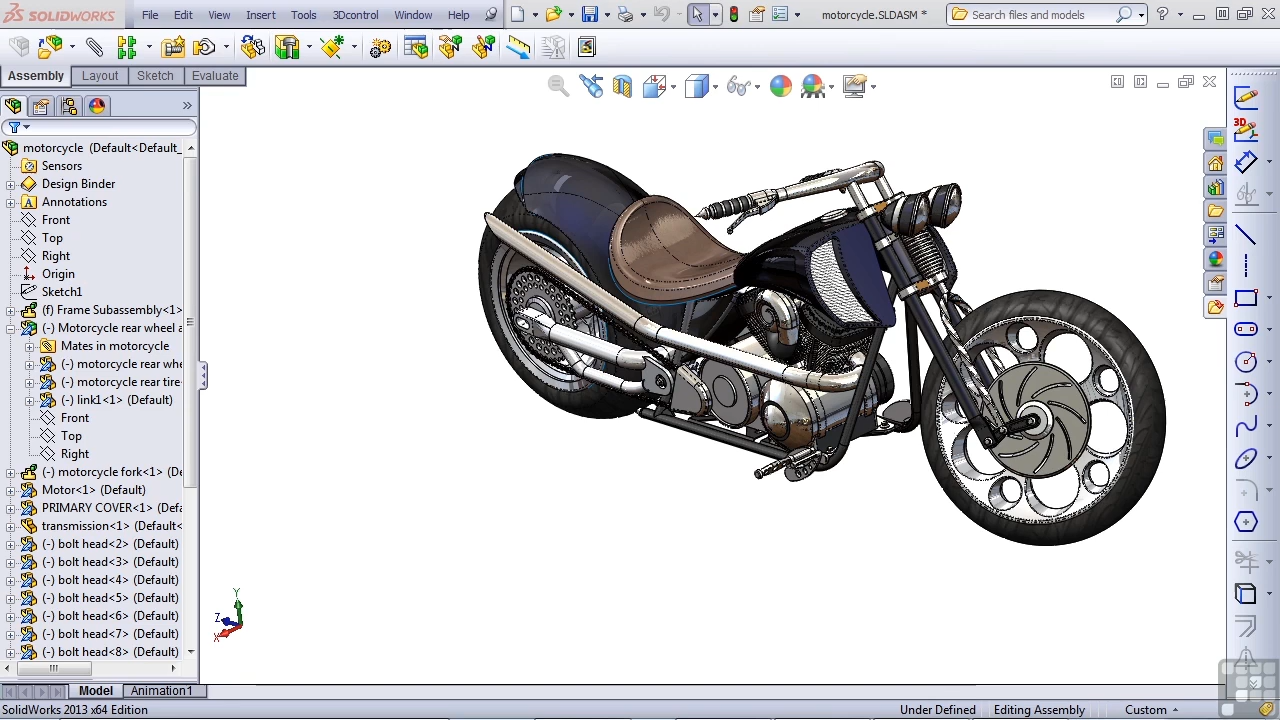 SOLIDWORKS File Edit View Insert Tools 3Dcontrol Window Help motorcycle.SLDASM * Search files and models
Assembly Layout Sketch Evaluate
motorcycle (Default<Default_
Sensors
Design Binder
Annotations
Front
Top
Right
Origin
Sketch1
(f) Frame Subassembly<1>
(-) Motorcycle rear wheel a
Mates in motorcycle
(-) motorcycle rear whe
(-) motorcycle rear tire
(-) link1<1> (Default)
Front
Top
Right
(-) motorcycle fork<1> (De
Motor<1> (Default)
PRIMARY COVER<1> (De
transmission<1> (Default<
(-) bolt head<2> (Default)
(-) bolt head<3> (Default)
(-) bolt head<4> (Default)
(-) bolt head<5> (Default)
(-) bolt head<6> (Default)
(-) bolt head<7> (Default)
(-) bolt head<8> (Default)
3D
Y
Z
X
Model Animation1
SolidWorks 2013 x64 Edition Under Defined Editing Assembly Custom